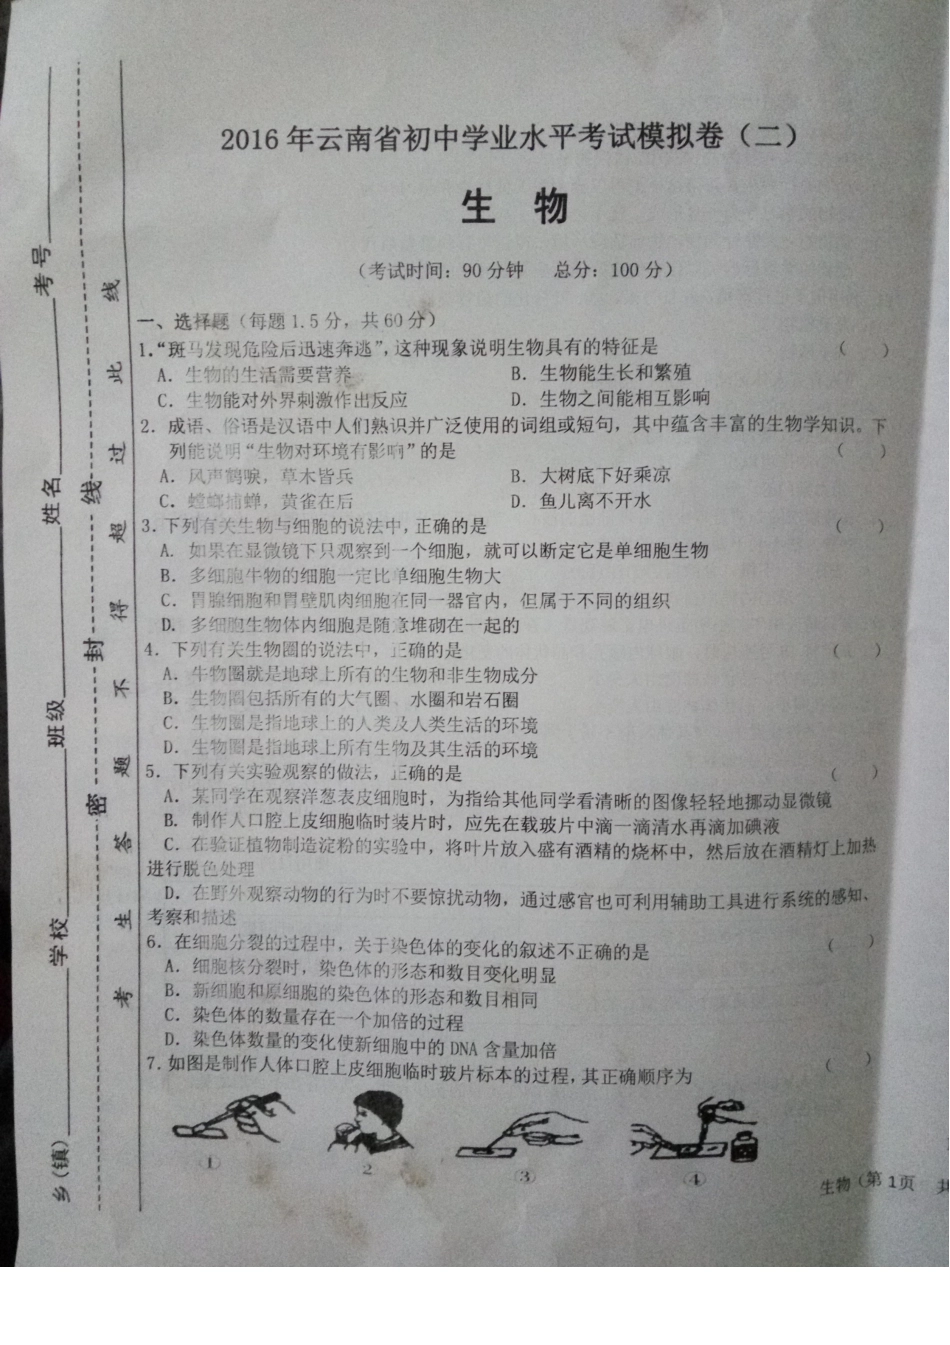 2016年云南省初中学业水平考试模拟卷（二）
生 物
（考试时间：90分钟 总分：100分）
一、选择题（每题1.5分，共60分）
1.“斑马发现危险后迅速奔逃”，这种现象说明生物具有的特征是 （ ）
A．生物的生活需要营养 B．生物能生长和繁殖
C．生物能对外界刺激作出反应 D．生物之间能相互影响
2．成语、俗语是汉语中人们熟识并广泛使用的词组或短句，其中蕴含丰富的生物学知识。下
列能说明“生物对环境有影响”的是 （ ）
A．风声鹤唳，草木皆兵 B．大树底下好乘凉
C．螳螂捕蝉，黄雀在后 D．鱼儿离不开水
3．下列有关生物与细胞的说法中，正确的是 （ ）
A．如果在显微镜下只观察到一个细胞，就可以断定它是单细胞生物
B．多细胞生物的细胞一定比单细胞生物大
C．胃腺细胞和胃壁肌肉细胞在同一器官内，但属于不同的组织
D．多细胞生物体内细胞是随意堆砌在一起的
4．下列有关生物圈的说法中，正确的是 （ ）
A．生物圈就是地球上所有的生物和非生物成分
B．生物圈包括所有的大气圈、水圈和岩石圈
C．生物圈是指地球上的人类及人类生活的环境
D．生物圈是指地球上所有生物及其生活的环境
5．下列有关实验观察的做法，正确的是 （ ）
A．某同学在观察洋葱表皮细胞时，为指给其他同学看清晰的图像轻轻地挪动显微镜
B．制作人口腔上皮细胞临时装片时，应先在载玻片中滴一滴清水再滴加碘液
C．在验证植物制造淀粉的实验中，将叶片放入盛有酒精的烧杯中，然后放在酒精灯上加热
进行脱色处理
D．在野外观察动物的行为时不要惊扰动物，通过感官也可利用辅助工具进行系统的感知、
考察和描述
6．在细胞分裂的过程中，关于染色体的变化的叙述不正确的是 （ ）
A．细胞核分裂时，染色体的形态和数目变化明显
B．新细胞和原细胞的染色体的形态和数目相同
C．染色体的数量存在一个加倍的过程
D．染色体数量的变化使新细胞中的DNA含量加倍
7．如图是制作人体口腔上皮细胞临时玻片标本的过程，其正确顺序为 （ ）
① 2 ③ ④
生物（第1页 共
乡(镇) 学校 班级 姓名 考号
密 封 线
考 生 答 题 不 得 超 过 此 线